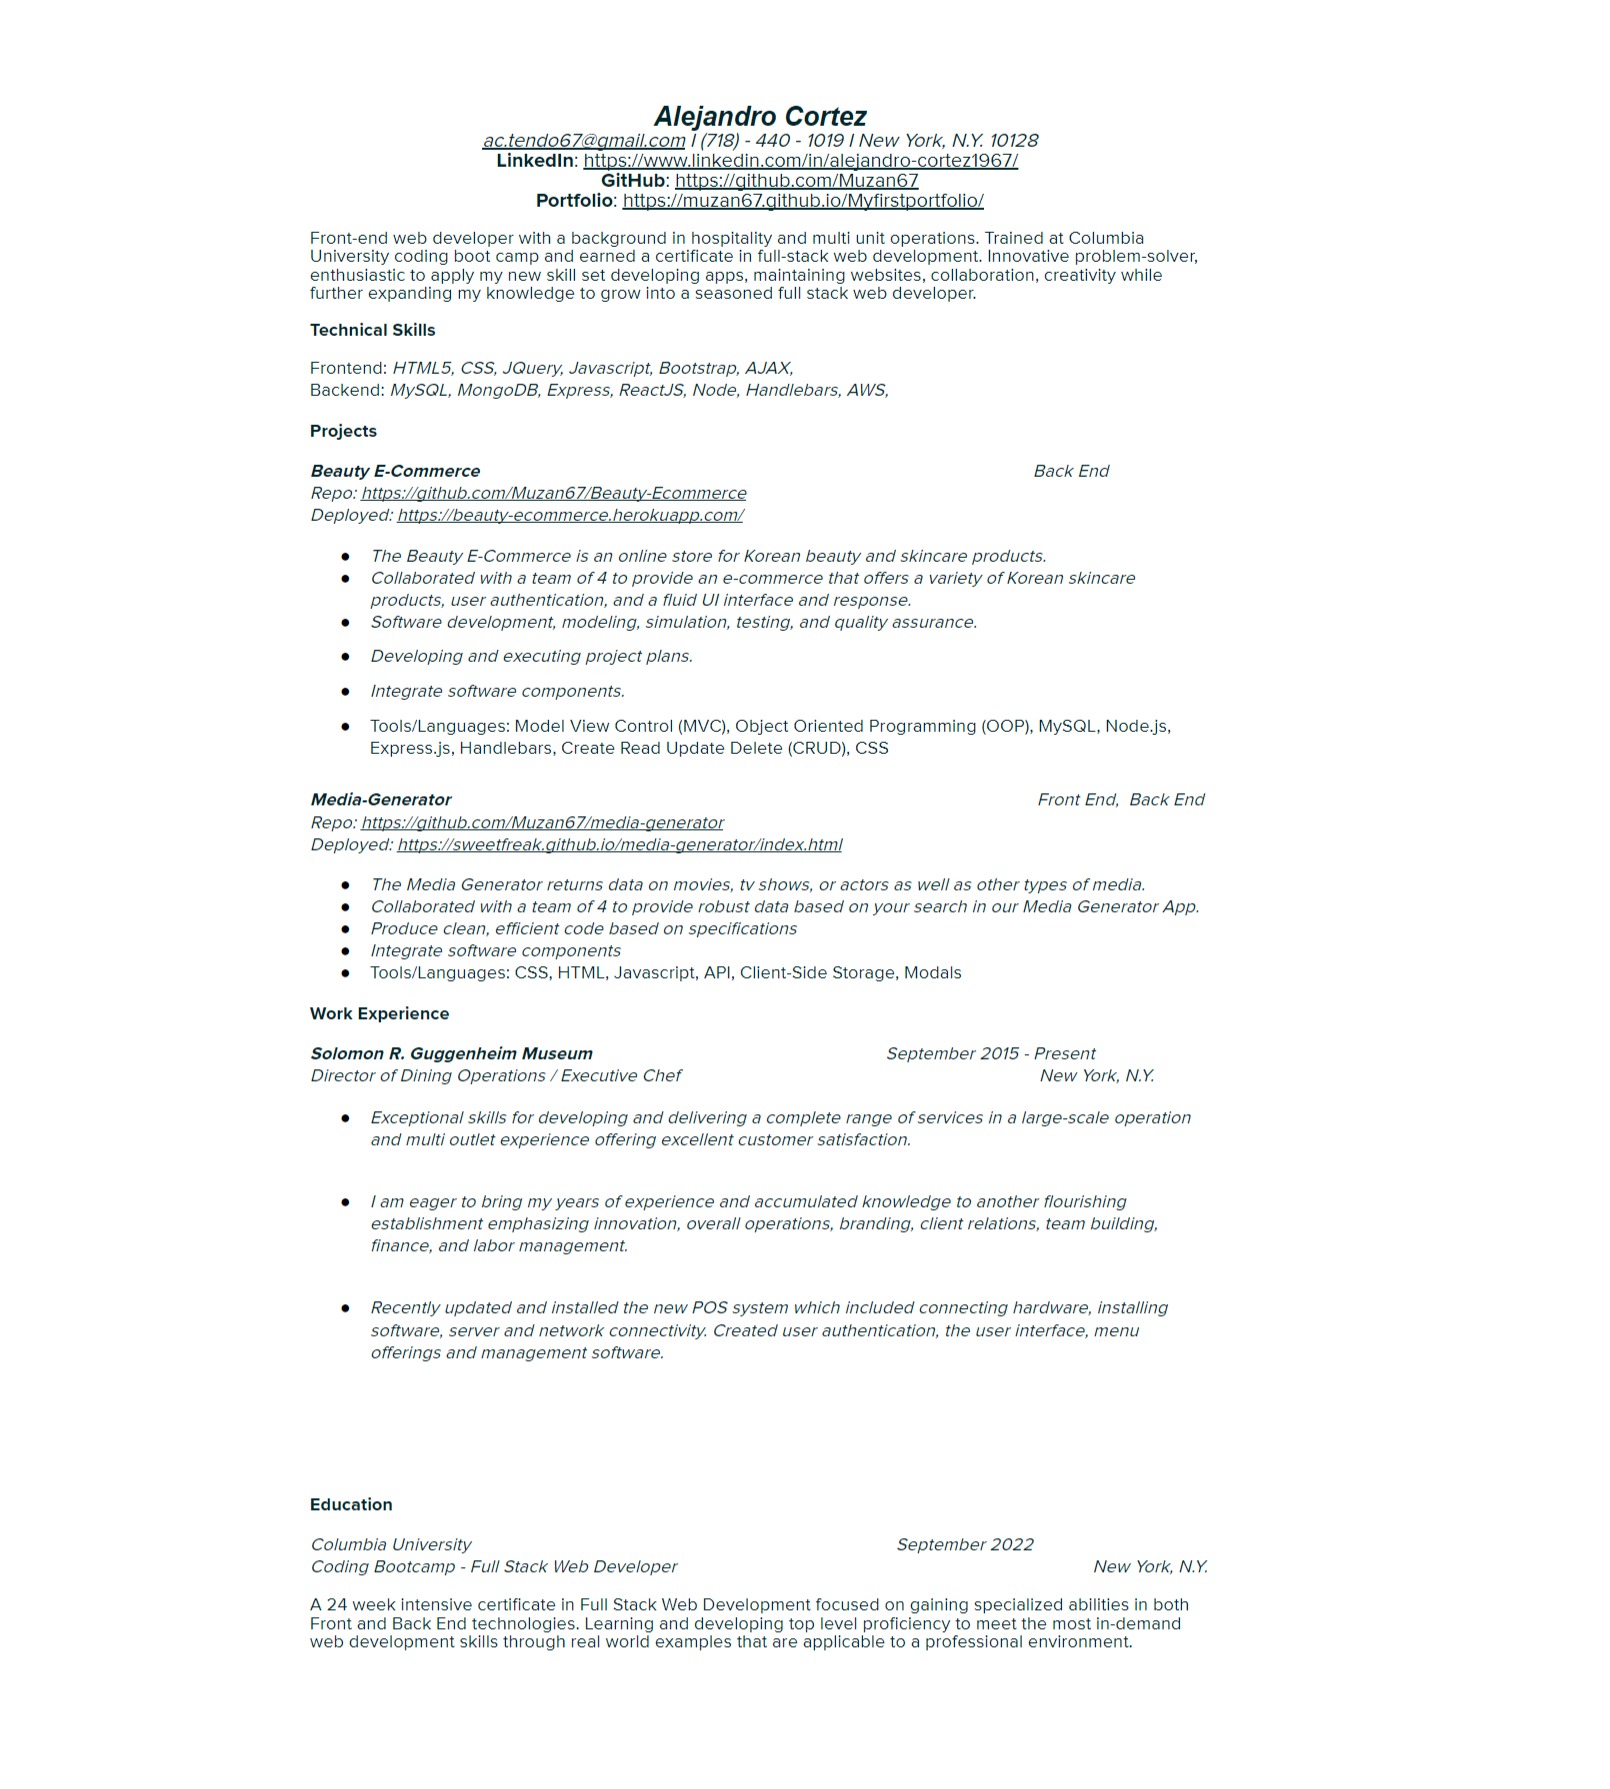 Alejandro Cortez
ac.tendo67@gmail.com I (718) - 440 - 1019 I New York, N.Y. 10128
LinkedIn: https://www.linkedin.com/in/alejandro-cortez1967/
GitHub: https://github.com/Muzan67
Portfolio: https://muzan67.github.io/Myfirstportfolio/
Front-end web developer with a background in hospitality and multi unit operations. Trained at Columbia
University coding boot camp and earned a certificate in full-stack web development. Innovative problem-solver,
enthusiastic to apply my new skill set developing apps, maintaining websites, collaboration, creativity while
further expanding my knowledge to grow into a seasoned full stack web developer.
Technical Skills
Frontend: HTML5, CSS, JQuery, Javascript, Bootstrap, AJAX,
Backend: MySQL, MongoDB, Express, ReactJS, Node, Handlebars, AWS,
Projects
Beauty E-Commerce Back End
Repo: https://github.com/Muzan67/Beauty-Ecommerce
Deployed: https://beauty-ecommerce.herokuapp.com/
● The Beauty E-Commerce is an online store for Korean beauty and skincare products.
● Collaborated with a team of 4 to provide an e-commerce that offers a variety of Korean skincare
products, user authentication, and a fluid UI interface and response.
● Software development, modeling, simulation, testing, and quality assurance.
● Developing and executing project plans.
● Integrate software components.
● Tools/Languages: Model View Control (MVC), Object Oriented Programming (OOP), MySQL, Node.js,
Express.js, Handlebars, Create Read Update Delete (CRUD), CSS
Media-Generator Front End, Back End
Repo: https://github.com/Muzan67/media-generator
Deployed: https://sweetfreak.github.io/media-generator/index.html
● The Media Generator returns data on movies, tv shows, or actors as well as other types of media.
● Collaborated with a team of 4 to provide robust data based on your search in our Media Generator App.
● Produce clean, efficient code based on specifications
● Integrate software components
● Tools/Languages: CSS, HTML, Javascript, API, Client-Side Storage, Modals
Work Experience
Solomon R. Guggenheim Museum September 2015 - Present
Director of Dining Operations / Executive Chef New York, N.Y.
● Exceptional skills for developing and delivering a complete range of services in a large-scale operation
and multi outlet experience offering excellent customer satisfaction.
● I am eager to bring my years of experience and accumulated knowledge to another flourishing
establishment emphasizing innovation, overall operations, branding, client relations, team building,
finance, and labor management.
● Recently updated and installed the new POS system which included connecting hardware, installing
software, server and network connectivity. Created user authentication, the user interface, menu
offerings and management software.
Education
Columbia University September 2022
Coding Bootcamp - Full Stack Web Developer New York, N.Y.
A 24 week intensive certificate in Full Stack Web Development focused on gaining specialized abilities in both
Front and Back End technologies. Learning and developing top level proficiency to meet the most in-demand
web development skills through real world examples that are applicable to a professional environment.